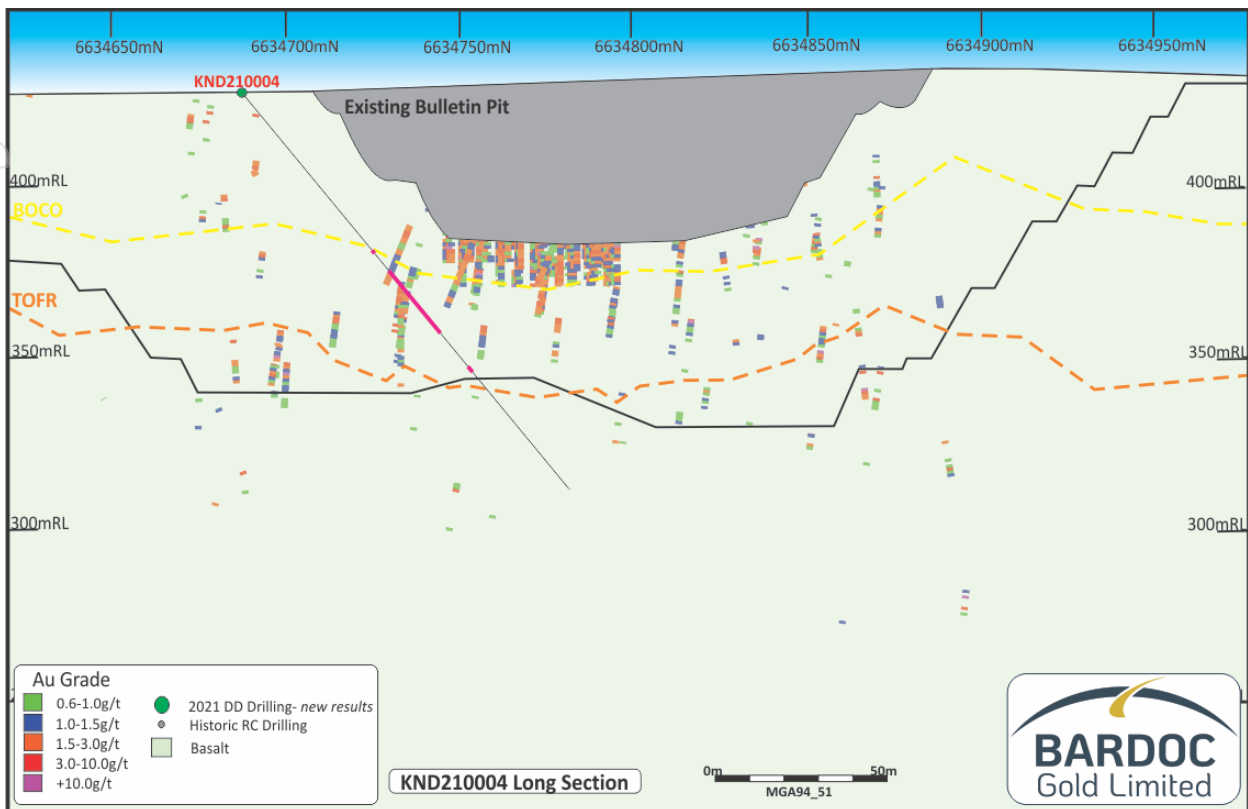 6634650mN 6634700mN 6634750mN 6634800mN 6634850mN 6634900mN 6634950mN
KND210004
Existing Bulletin Pit
400mRL 400mRL
BOCO
TOFR
350mRL 350mRL
300mRL 300mRL
Au Grade
0.6-1.0g/t
1.0-1.5g/t
1.5-3.0g/t
3.0-10.0g/t
+10.0g/t
2021 DD Drilling- new results
Historic RC Drilling
Basalt
KND210004 Long Section
0m 50m
MGA94_51
BARDOC
Gold Limited